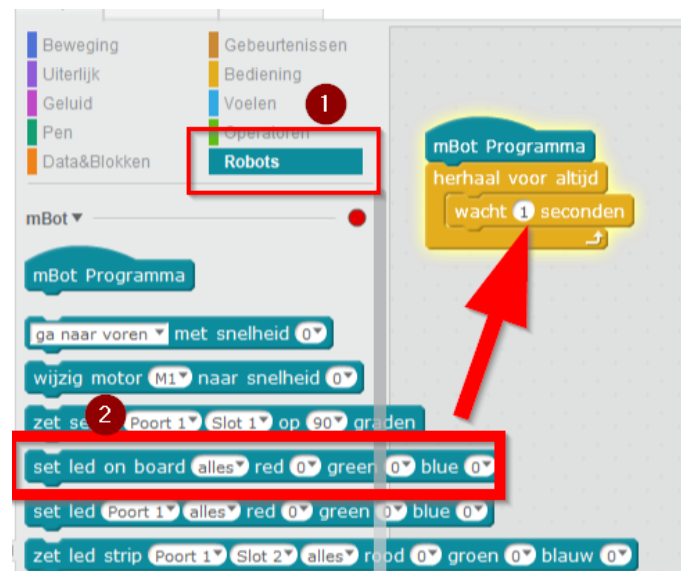 Beweging
Gebeurtenissen
Uiterlijk
Bediening
Geluid
Voelen
1
Pen
Operatoren
Data&Blokken
Robots
mBot
mBot Programma
ga naar voren met snelheid 0
wijzig motor M1 naar snelheid 0
zet se 2 Poort 1 Slot 1 op 90 graden
set led on board alles red 0 green 0 blue 0
set led Poort 1 alles red 0 green 0 blue 0
zet led strip Poort 1 Slot 2 alles rood 0 groen 0 blauw 0
mBot Programma
herhaal voor altijd
wacht 1 seconden